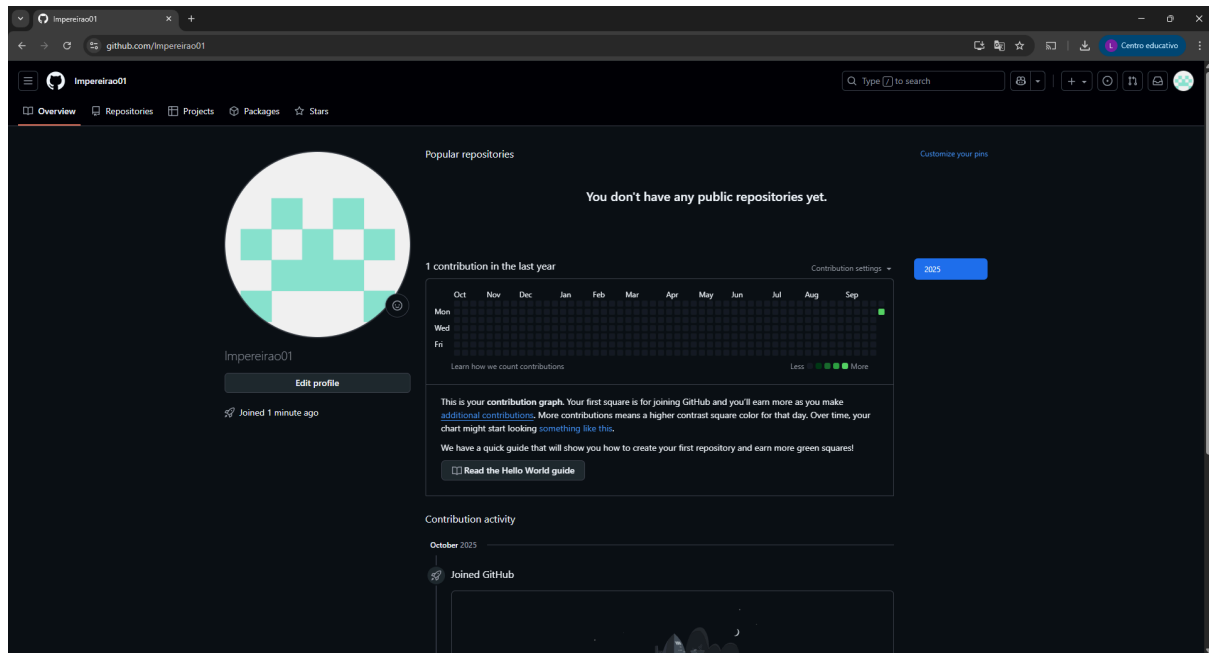 lmpereirao01
github.com/lmpereirao01
L Centro educativo
lmpereirao01
Type / to search
Overview Repositories Projects Packages Stars
Popular repositories
Customize your pins
You don't have any public repositories yet.
1 contribution in the last year
Contribution settings
2025
Oct Nov Dec Jan Feb Mar Apr May Jun Jul Aug Sep
Mon
Wed
Fri
Learn how we count contributions
Less More
lmpereirao01
Edit profile
Joined 1 minute ago
This is your contribution graph. Your first square is for joining GitHub and you'll earn more as you make
additional contributions. More contributions means a higher contrast square color for that day. Over time, your
chart might start looking something like this.
We have a quick guide that will show you how to create your first repository and earn more green squares!
Read the Hello World guide
Contribution activity
October 2025
Joined GitHub